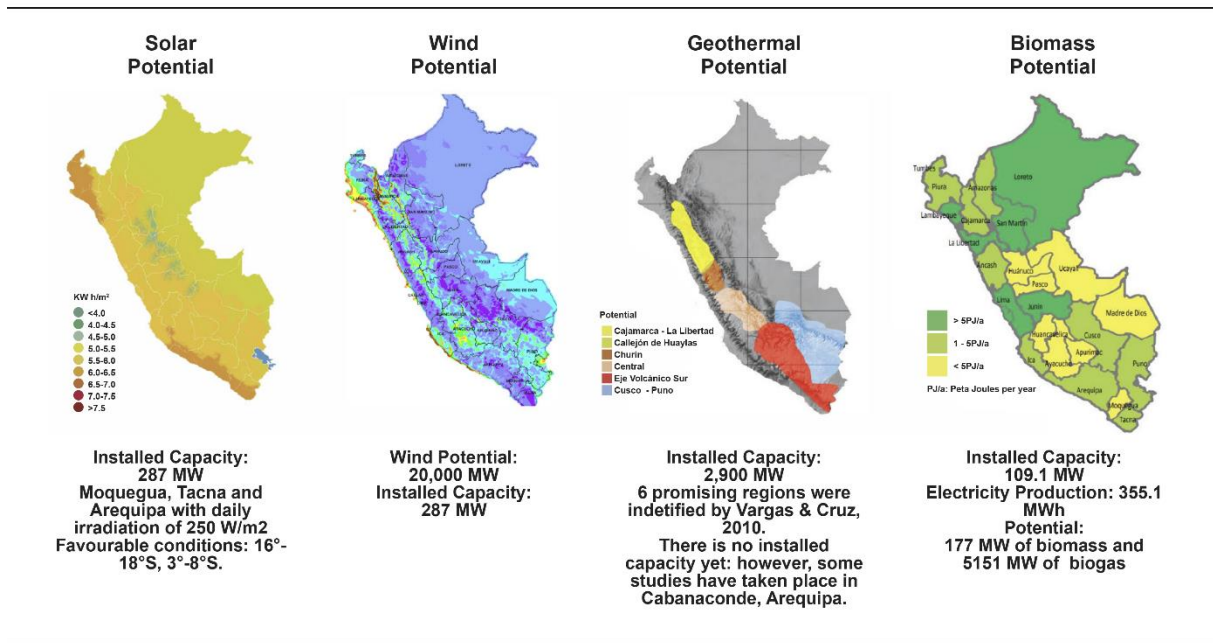 Solar
Potential
KW h/m²
<4.0
4.0-4.5
4.5-5.0
5.0-5.5
5.5-6.0
6.0-6.5
6.5-7.0
7.0-7.5
>7.5
Installed Capacity:
287 MW
Moquegua, Tacna and
Arequipa with daily
irradiation of 250 W/m2
Favourable conditions: 16°-
18°S, 3°-8°S.
Wind
Potential
LORETO
UCAYALI
MADRE DE DIOS
Wind Potential:
20,000 MW
Installed Capacity:
287 MW
Geothermal
Potential
Potential
Cajamarca - La Libertad
Callejón de Huaylas
Churin
Central
Eje Volcánico Sur
Cusco - Puno
Installed Capacity:
2,900 MW
6 promising regions were
indetified by Vargas & Cruz,
2010.
There is no installed
capacity yet: however, some
studies have taken place in
Cabanaconde, Arequipa.
Biomass
Potential
Tumbes
Piura
Amazonas
Loreto
Lambayeque
Cajamarca
San Martín
La Libertad
Ancash
Huánuco
Ucayali
Pasco
Lima
Junín
Madre de Dios
Huancavelica
Cusco
Ica
Ayacucho
Apurímac
Puno
Arequipa
Moquegua
Tacna
> 5PJ/a
1 - 5PJ/a
< 5PJ/a
PJ/a: Peta Joules per year
Installed Capacity:
109.1 MW
Electricity Production: 355.1
MWh
Potential:
177 MW of biomass and
5151 MW of biogas